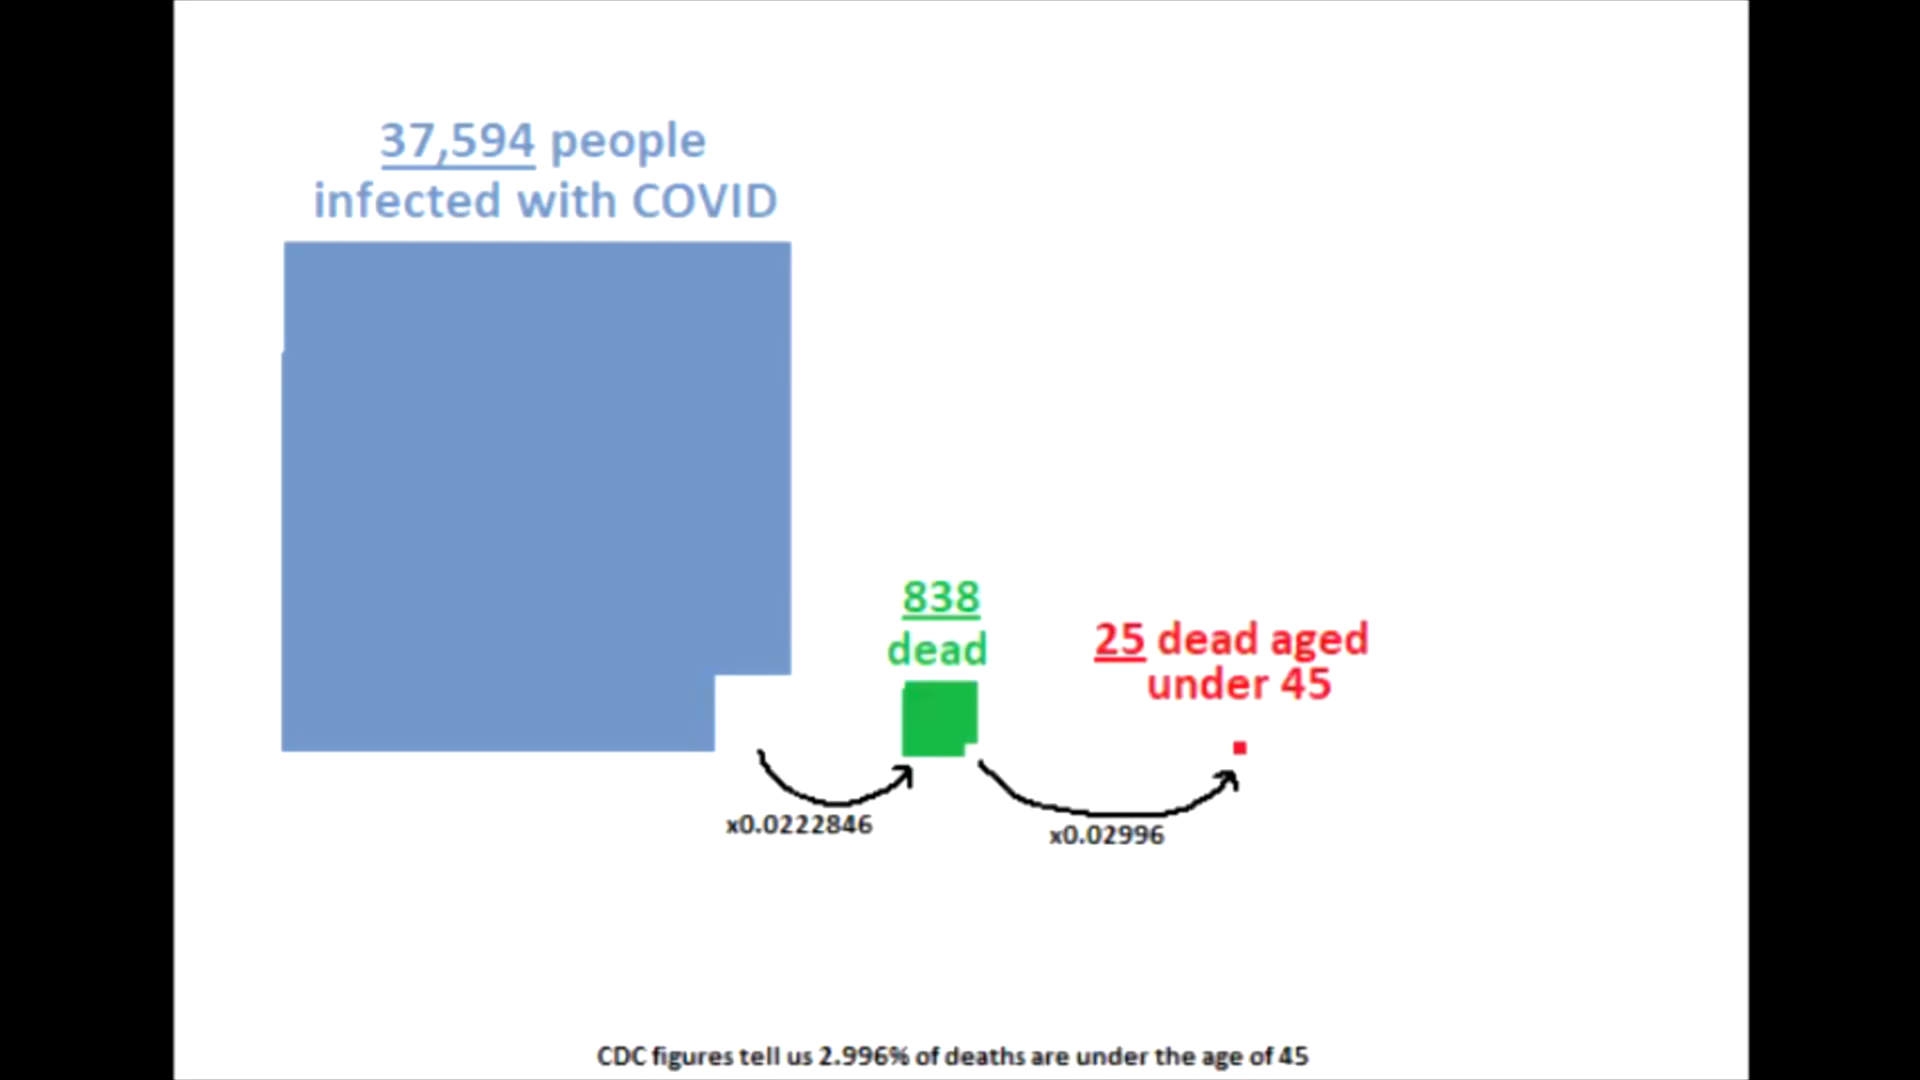 37,594 people
infected with COVID
838
dead
25 dead aged
under 45
x0.0222846
x0.02996
CDC figures tell us 2.996% of deaths are under the age of 45